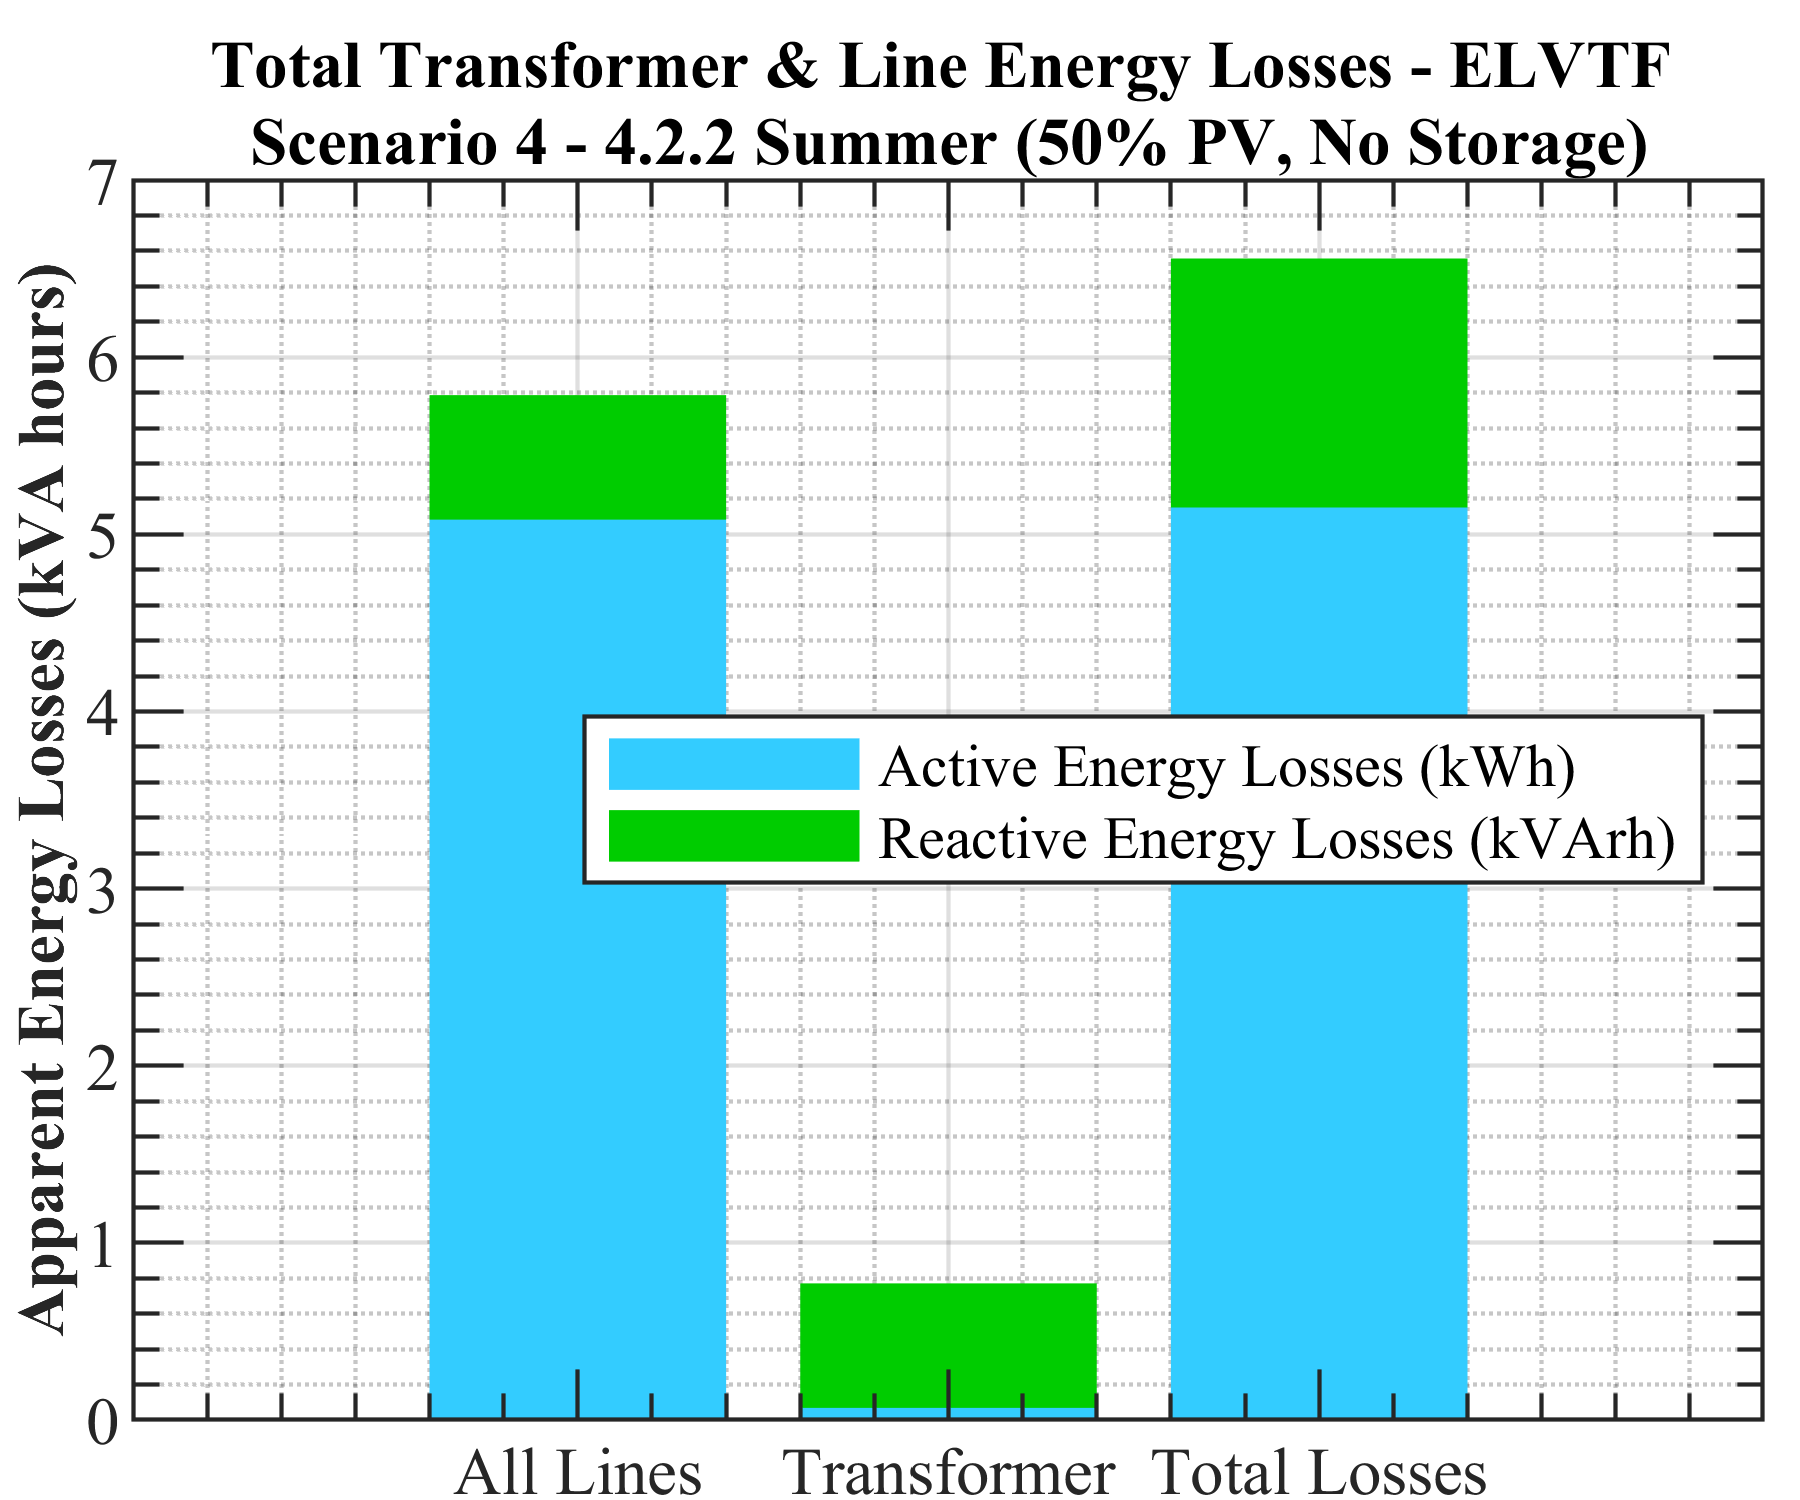 Total Transformer & Line Energy Losses - ELVTF
Scenario 4 - 4.2.2 Summer (50% PV, No Storage)
Apparent Energy Losses (kVA hours)
7
6
5
4
3
2
1
0
Active Energy Losses (kWh)
Reactive Energy Losses (kVArh)
All Lines Transformer Total Losses